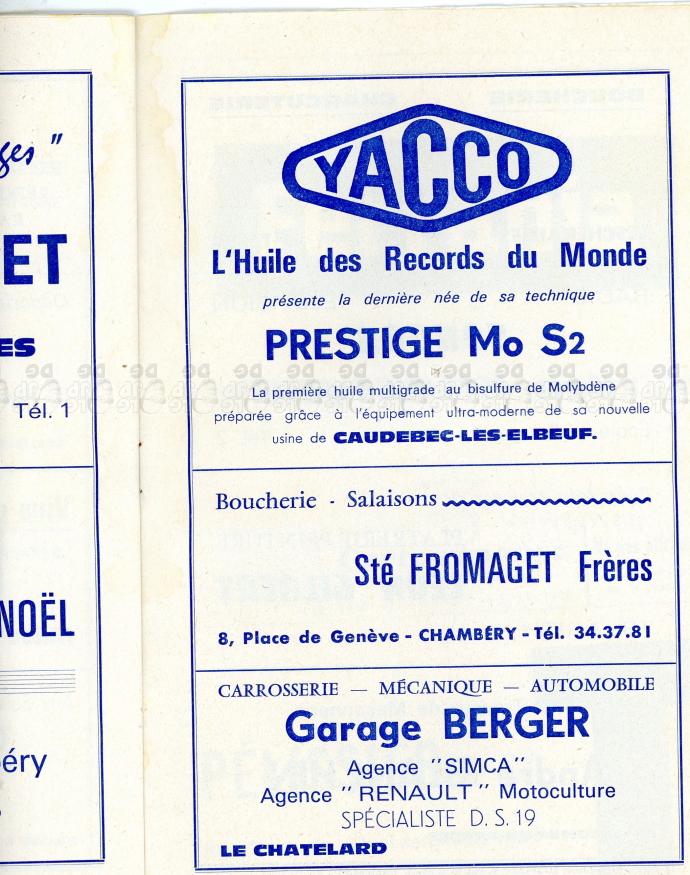 ges"
ET
ES
Tél. 1
NOËL
éry
YACCO
L'Huile des Records du Monde
présente la dernière née de sa technique
PRESTIGE Mo S2
La première huile multigrade au bisulfure de Molybdène
préparée grâce à l'équipement ultra-moderne de sa nouvelle
usine de CAUDEBEC-LES-ELBEUF.
Boucherie - Salaisons
Sté FROMAGET Frères
8, Place de Genève - CHAMBÉRY - Tél. 34.37.81
CARROSSERIE — MÉCANIQUE — AUTOMOBILE
Garage BERGER
Agence "SIMCA"
Agence "RENAULT" Motoculture
SPÉCIALISTE D. S. 19
LE CHATELARD